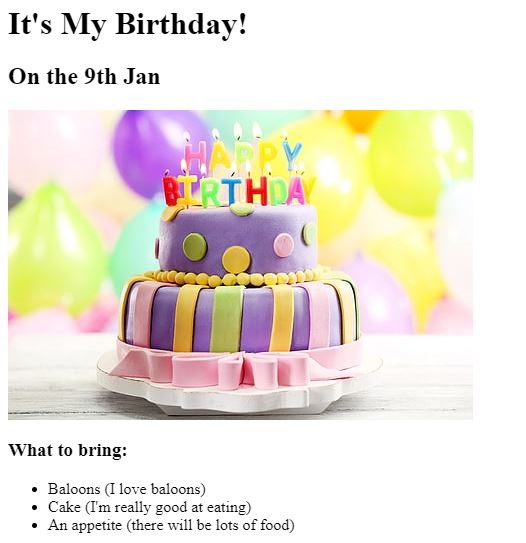 It's My Birthday!
On the 9th Jan
HAPPY
BIRTHDAY
What to bring:
Baloons (I love baloons)
Cake (I'm really good at eating)
An appetite (there will be lots of food)